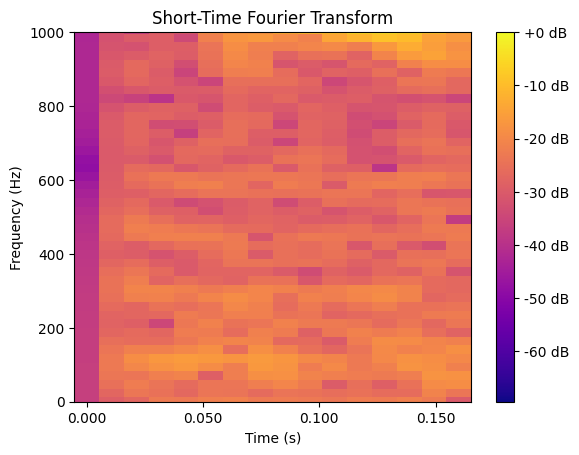 Short-Time Fourier Transform
Frequency (Hz)
1000
800
600
400
200
0
0.000
0.050
0.100
0.150
Time (s)
+0 dB
-10 dB
-20 dB
-30 dB
-40 dB
-50 dB
-60 dB